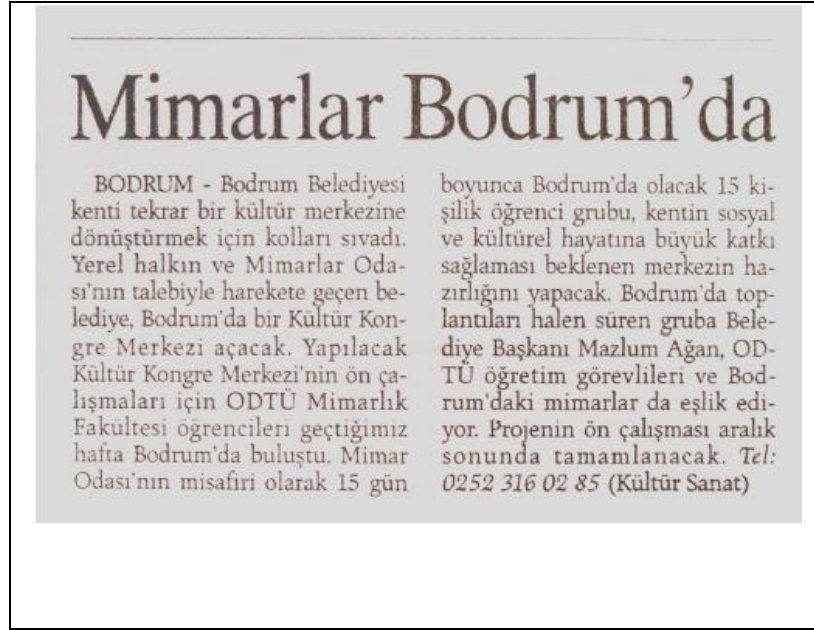 Mimarlar Bodrum'da
BODRUM - Bodrum Belediyesi
kenti tekrar bir kültür merkezine
dönüştürmek için kolları sıvadı.
Yerel halkın ve Mimarlar Oda-
sı'nın talebiyle harekete geçen be-
lediye, Bodrum'da bir Kültür Kon-
gre Merkezi açacak. Yapılacak
Kültür Kongre Merkezi'nin ön ça-
lışmaları için ODTÜ Mimarlık
Fakültesi öğrencileri geçtiğimiz
hafta Bodrum'da buluştu. Mimar
Odası'nın misafiri olarak 15 gün
boyunca Bodrum'da olacak 15 ki-
şilik öğrenci grubu, kentin sosyal
ve kültürel hayatına büyük katkı
sağlaması beklenen merkezin ha-
zırlığını yapacak. Bodrum'da top-
lantıları halen süren gruba Bele-
diye Başkanı Mazlum Ağan, OD-
TÜ öğretim görevlileri ve Bod-
rum'daki mimarlar da eşlik edi-
yor. Projenin ön çalışması aralık
sonunda tamamlanacak. Tel:
0252 316 02 85 (Kültür Sanat)